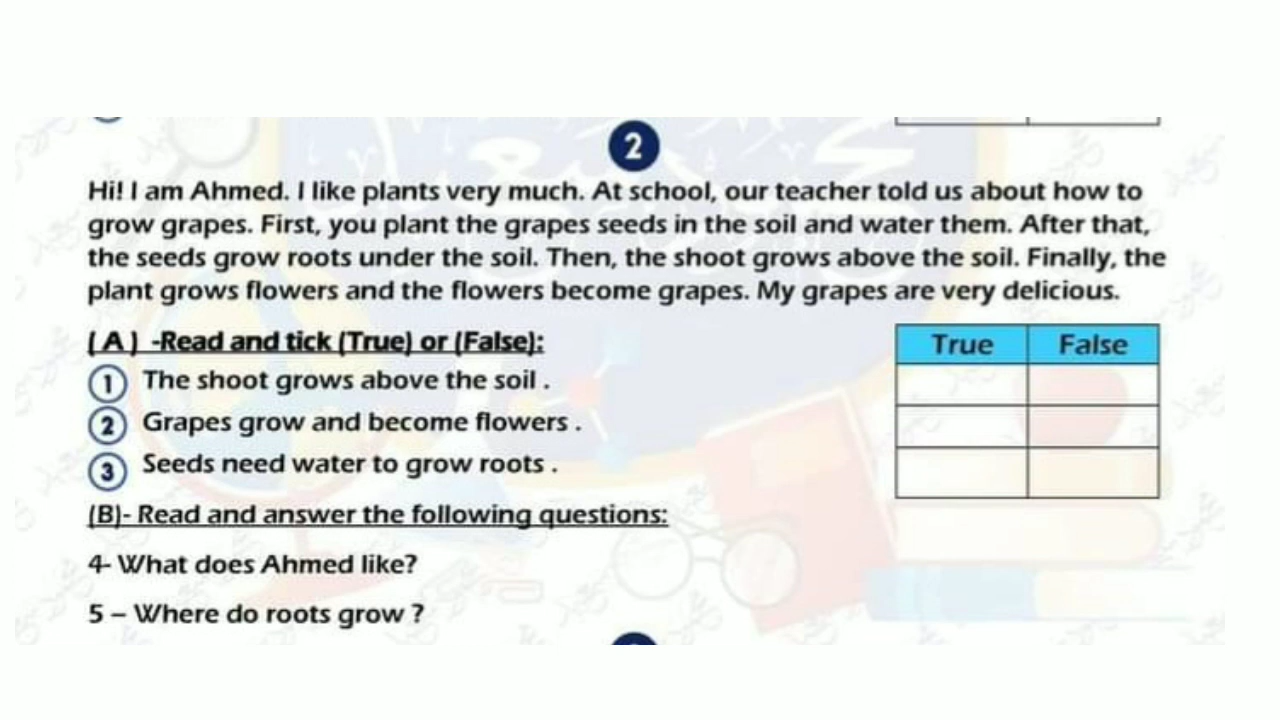 2
Hi! I am Ahmed. I like plants very much. At school, our teacher told us about how to
grow grapes. First, you plant the grapes seeds in the soil and water them. After that,
the seeds grow roots under the soil. Then, the shoot grows above the soil. Finally, the
plant grows flowers and the flowers become grapes. My grapes are very delicious.
( A ) -Read and tick (True) or (False):
True False
1 The shoot grows above the soil .
2 Grapes grow and become flowers .
3 Seeds need water to grow roots .
(B)- Read and answer the following questions:
4- What does Ahmed like?
5 – Where do roots grow ?